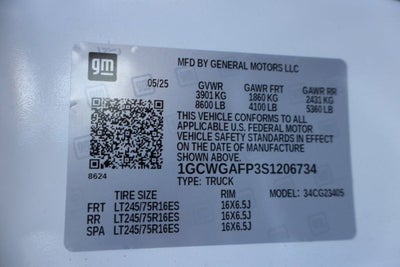 gm
MFD BY GENERAL MOTORS LLC
05/25 GVWR GAWR FRT GAWR RR
3901 KG 1860 KG 2431 KG
8600 LB 4100 LB 5360 LB
THIS VEHICLE CONFORMS TO ALL
APPLICABLE U.S. FEDERAL MOTOR
VEHICLE SAFETY STANDARDS IN EFFECT
ON THE DATE OF MANUFACTURE
SHOWN ABOVE.
1GCWGAFP3S1206734
8624 TYPE: TRUCK MODEL: 34CG23405
TIRE SIZE RIM
FRT LT245/75R16ES 16X6.5J
RR LT245/75R16ES 16X6.5J
SPA LT245/75R16ES 16X6.5J